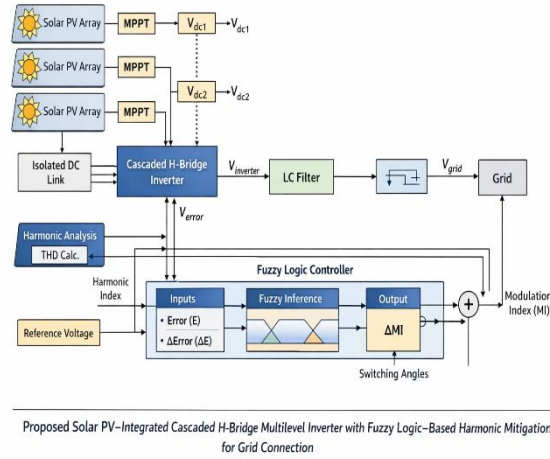 Solar PV Array
MPPT
Vdc1
Vdc1
Solar PV Array
MPPT
Vdc2
Vdc2
Solar PV Array
MPPT
Isolated DC
Link
Cascaded H-Bridge
Inverter
Vinverter
LC Filter
Vgrid
Grid
Verror
Harmonic Analysis
THD Calc.
Fuzzy Logic Controller
Harmonic
Index
Inputs
• Error (E)
• ΔError (ΔE)
Fuzzy Inference
Output
ΔMI
+
Modulation
Index (MI)
Reference Voltage
Switching Angles
Proposed Solar PV–Integrated Cascaded H-Bridge Multilevel Inverter with Fuzzy Logic–Based Harmonic Mitigation
for Grid Connection